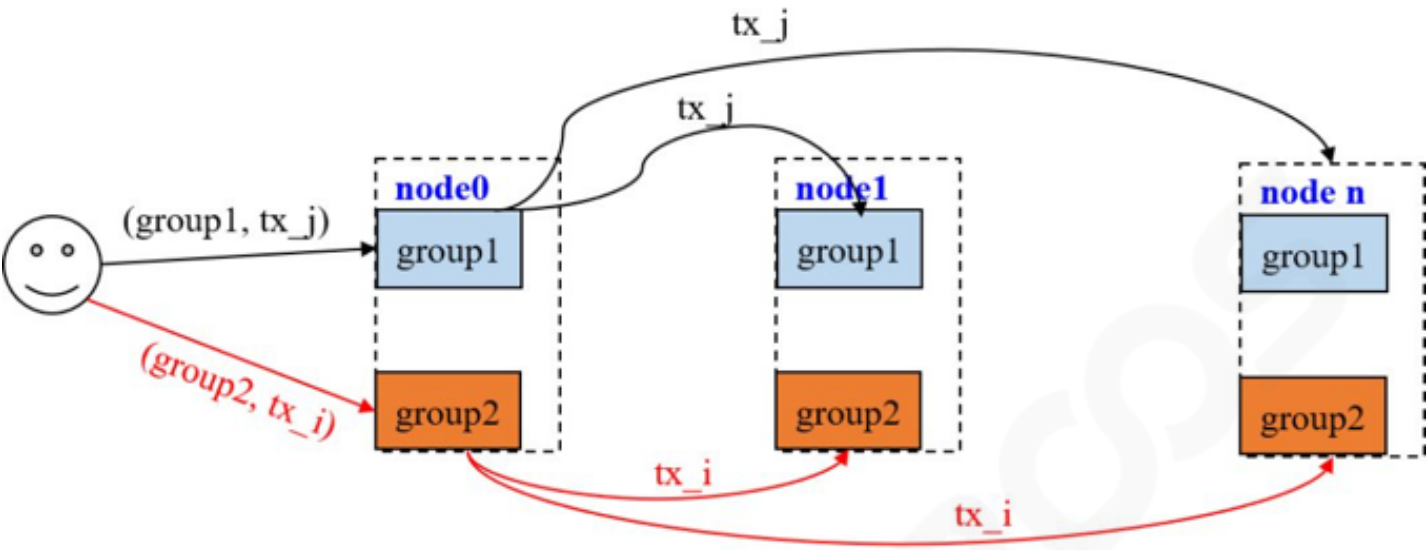 tx_j
tx_j
node0
node1
node n
(group1, tx_j)
group1
group1
group1
(group2, tx_i)
group2
group2
group2
tx_i
tx_i